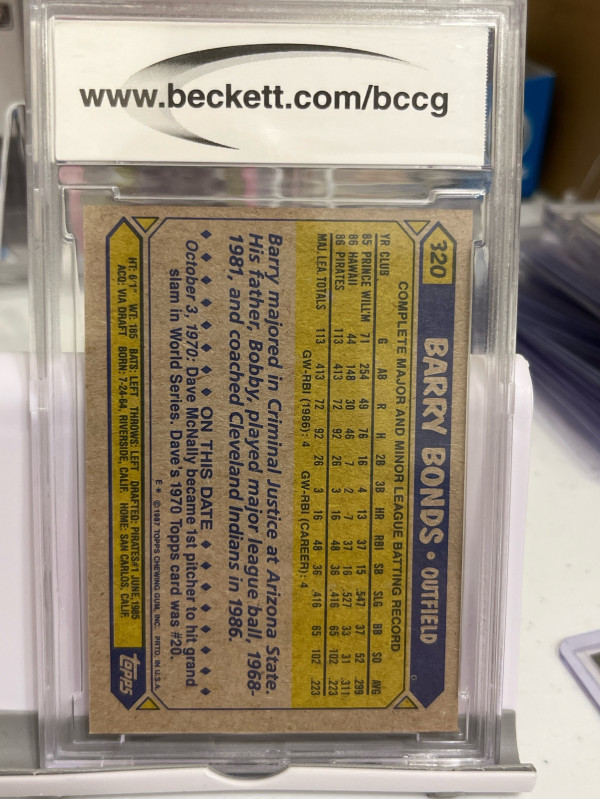 www.beckett.com/bccg
320 BARRY BONDS • OUTFIELD
COMPLETE MAJOR AND MINOR LEAGUE BATTING RECORD
YR CLUB G AB R H 2B 3B HR RBI SB SLG BB SO AVG
85 PRINCE WILL'M 71 254 49 76 16 4 13 37 15 .547 37 52 .299
86 HAWAII 44 148 30 46 7 2 7 37 16 .527 33 31 .311
86 PIRATES 113 413 72 92 26 3 16 48 36 .416 65 102 .223
MAJ. LEA. TOTALS 113 413 72 92 26 3 16 48 36 .416 65 102 .223
GW-RBI (1986): 4 GW-RBI (CAREER): 4
Barry majored in Criminal Justice at Arizona State.
His father, Bobby, played major league ball, 1968-
1981, and coached Cleveland Indians in 1986.
ON THIS DATE
October 3, 1970: Dave McNally became 1st pitcher to hit grand
slam in World Series. Dave's 1970 Topps card was #20.
E* ©1987 TOPPS CHEWING GUM, INC. PRTD. IN U.S.A.
HT: 6'1" WT: 185 BATS: LEFT THROWS: LEFT DRAFTED: PIRATES #1 JUNE, 1985
ACQ: VIA DRAFT BORN: 7-24-64, RIVERSIDE, CALIF. HOME: SAN CARLOS, CALIF.
TOPPS